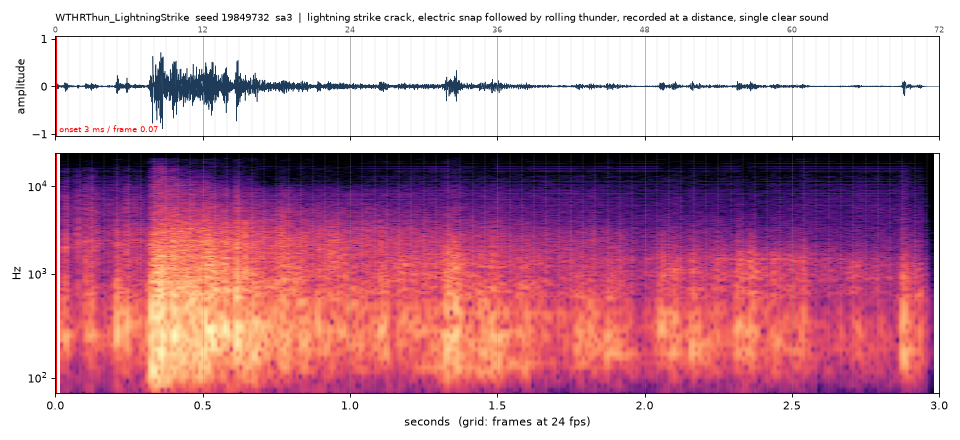 WTHRThun_LightningStrike  seed 19849732  sa3  |  lightning strike crack, electric snap followed by rolling thunder, recorded at a distance, single clear sound
0 12 24 36 48 60 72
1
0
−1
amplitude
onset 3 ms / frame 0.07
10⁴
10³
10²
Hz
0.0 0.5 1.0 1.5 2.0 2.5 3.0
seconds  (grid: frames at 24 fps)